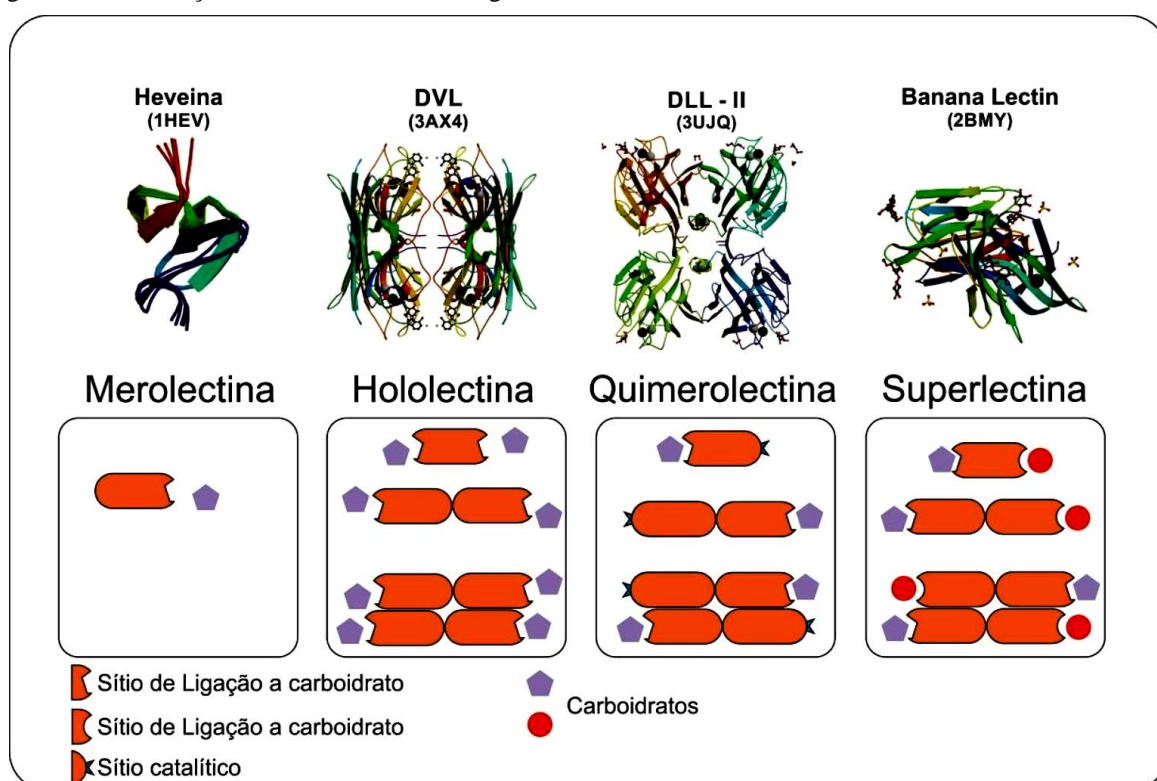 Heveina
(1HEV)
DVL
(3AX4)
DLL - II
(3UJQ)
Banana Lectin
(2BMY)
Merolectina
Hololectina
Quimerolectina
Superlectina
Sítio de Ligação a carboidrato
Sítio de Ligação a carboidrato
Sítio catalítico
Carboidratos